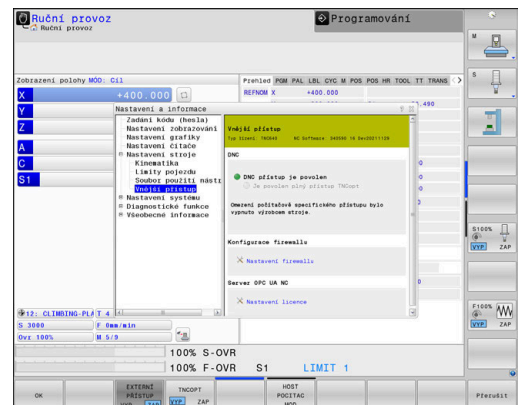 Ruční provoz
Ruční provoz
Programování
Zobrazení polohy MÓD: Cíl
X +400.000
Y
Z
A
C
S1
12: CLIMBING-PLA T 4
S 3000 F 0mm/min
Ovr 100% M 5/9
Přehled PGM PAL LBL CYC M POS POS HR TOOL TT TRANS
REFNOM X +400.000
Nastavení a informace
Zadání kódu (hesla)
Nastavení zobrazování
Nastavení grafiky
Nastavení čítače
Nastavení stroje
Kinematika
Limity pojezdu
Soubor použití nástr
Vnější přístup
Nastavení systému
Diagnostické funkce
Všeobecné informace
Vnější přístup
DNC
DNC přístup je povolen
Je povolen plný přístup TNCopt
Omezení počítačově specifického přístupu bylo
vypnuto výrobcem stroje.
Konfigurace firewallu
Nastavení firewallu
Server OPC UA NC
Nastavení licence
100% S-OVR
100% F-OVR S1 LIMIT 1
M
S
S100%
VYP ZAP
F100%
VYP ZAP
OK
EXTERNÍ
PŘÍSTUP
VYP ZAP
TNCOPT
VYP ZAP
HOST
POCITAC
MOD
Přerušit